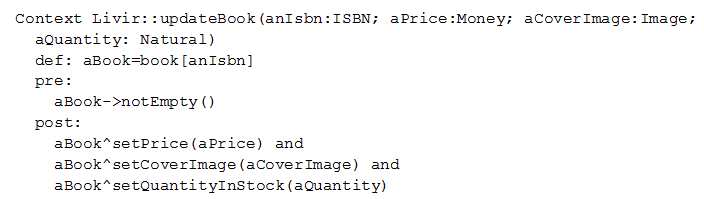 Context Livir::updateBook(anIsbn:ISBN; aPrice:Money; aCoverImage:Image;
  aQuantity: Natural)
  def: aBook=book[anIsbn]
  pre:
    aBook->notEmpty()
  post:
    aBook^setPrice(aPrice) and
    aBook^setCoverImage(aCoverImage) and
    aBook^setQuantityInStock(aQuantity)